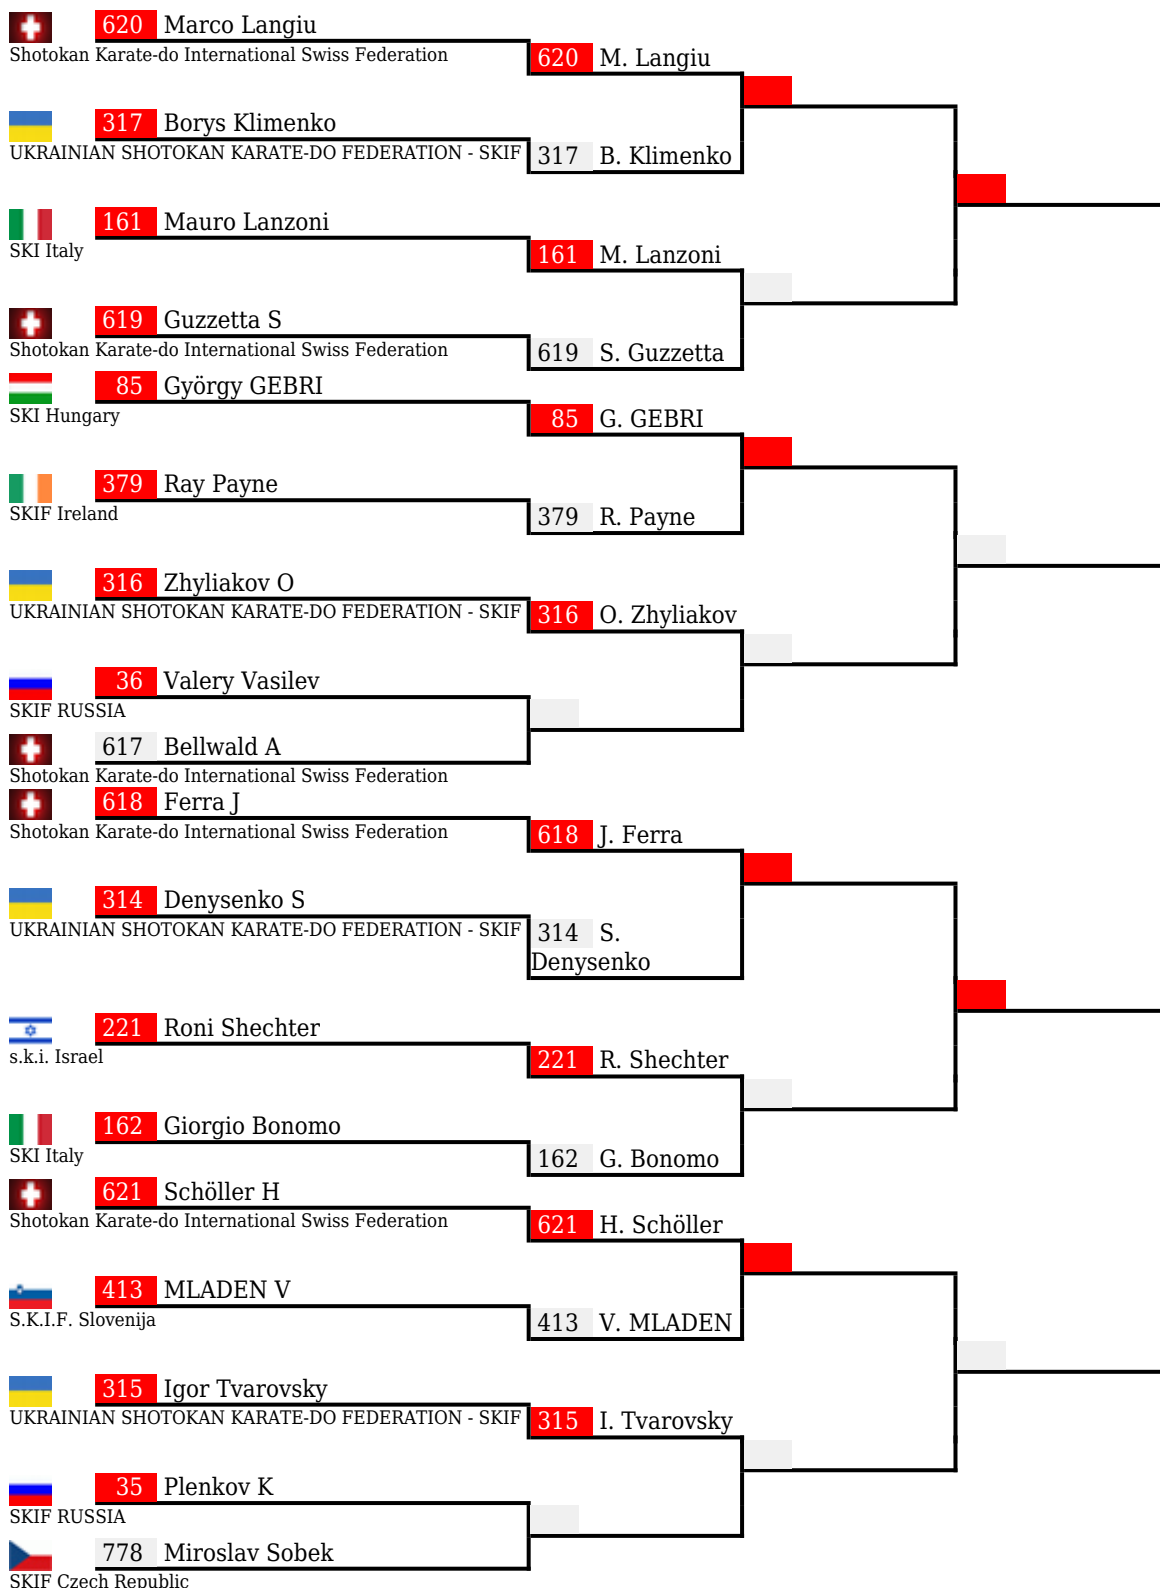 620 Marco Langiu
Shotokan Karate-do International Swiss Federation
620 M. Langiu
317 Borys Klimenko
UKRAINIAN SHOTOKAN KARATE-DO FEDERATION - SKIF
317 B. Klimenko
161 Mauro Lanzoni
SKI Italy
161 M. Lanzoni
619 Guzzetta S
Shotokan Karate-do International Swiss Federation
619 S. Guzzetta
85 György GEBRI
SKI Hungary
85 G. GEBRI
379 Ray Payne
SKIF Ireland
379 R. Payne
316 Zhyliakov O
UKRAINIAN SHOTOKAN KARATE-DO FEDERATION - SKIF
316 O. Zhyliakov
36 Valery Vasilev
SKIF RUSSIA
617 Bellwald A
Shotokan Karate-do International Swiss Federation
618 Ferra J
Shotokan Karate-do International Swiss Federation
618 J. Ferra
314 Denysenko S
UKRAINIAN SHOTOKAN KARATE-DO FEDERATION - SKIF
314 S.
Denysenko
221 Roni Shechter
s.k.i. Israel
221 R. Shechter
162 Giorgio Bonomo
SKI Italy
162 G. Bonomo
621 Schöller H
Shotokan Karate-do International Swiss Federation
621 H. Schöller
413 MLADEN V
S.K.I.F. Slovenija
413 V. MLADEN
315 Igor Tvarovsky
UKRAINIAN SHOTOKAN KARATE-DO FEDERATION - SKIF
315 I. Tvarovsky
35 Plenkov K
SKIF RUSSIA
778 Miroslav Sobek
SKIF Czech Republic